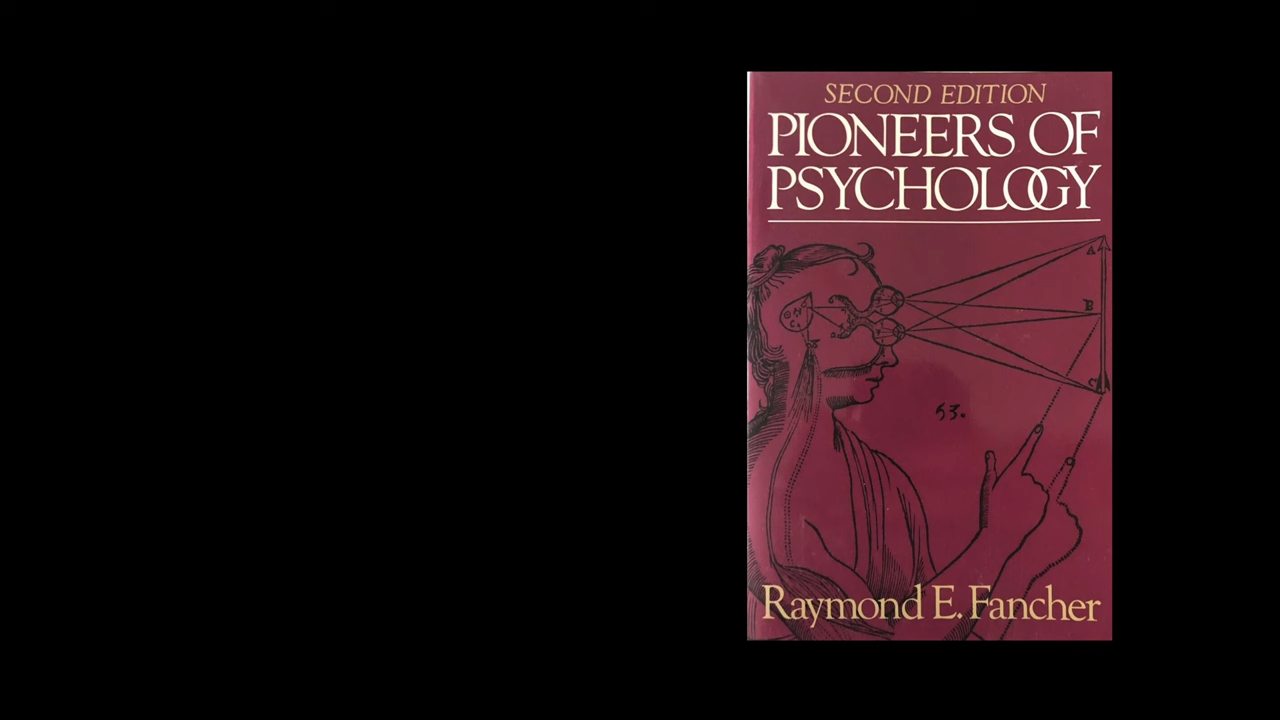 SECOND EDITION
PIONEERS OF
PSYCHOLOGY
A
B
C
53.
Raymond E. Fancher